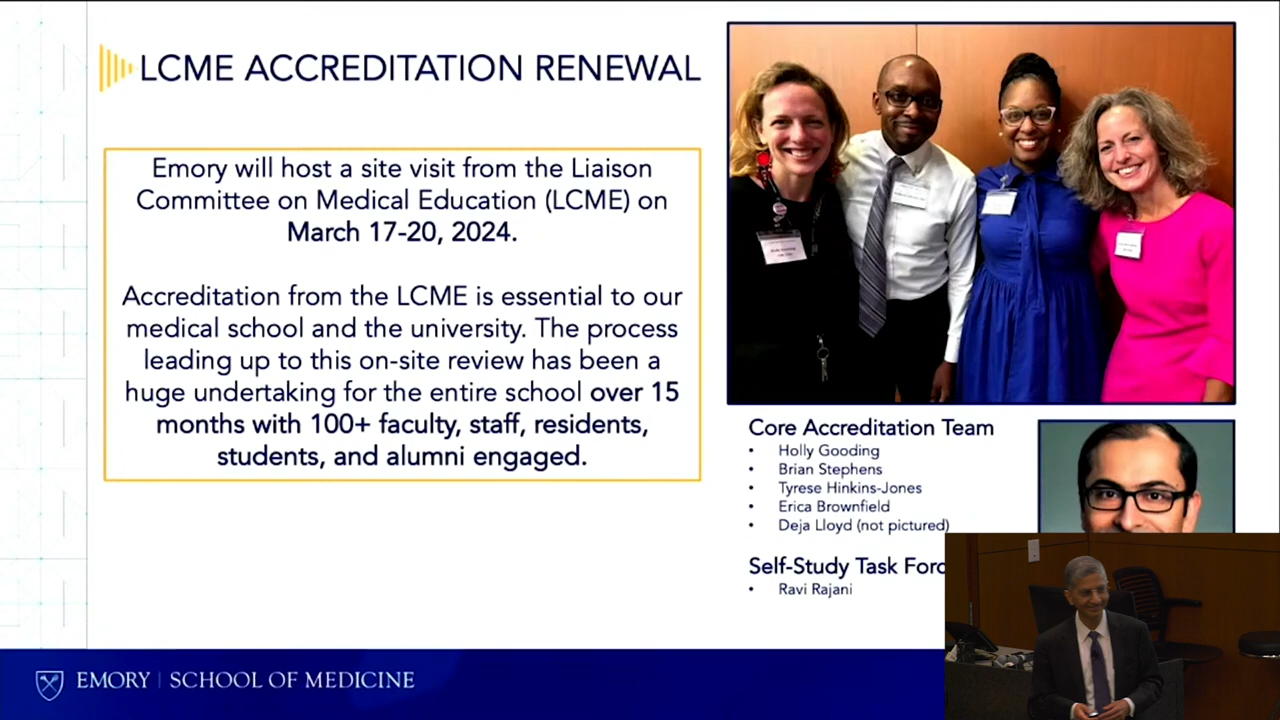 LCME ACCREDITATION RENEWAL
Emory will host a site visit from the Liaison
Committee on Medical Education (LCME) on
March 17-20, 2024.
Accreditation from the LCME is essential to our
medical school and the university. The process
leading up to this on-site review has been a
huge undertaking for the entire school over 15
months with 100+ faculty, staff, residents,
students, and alumni engaged.
Core Accreditation Team
• Holly Gooding
• Brian Stephens
• Tyrese Hinkins-Jones
• Erica Brownfield
• Deja Lloyd (not pictured)
Self-Study Task
• Ravi Rajani
EMORY | SCHOOL OF MEDICINE